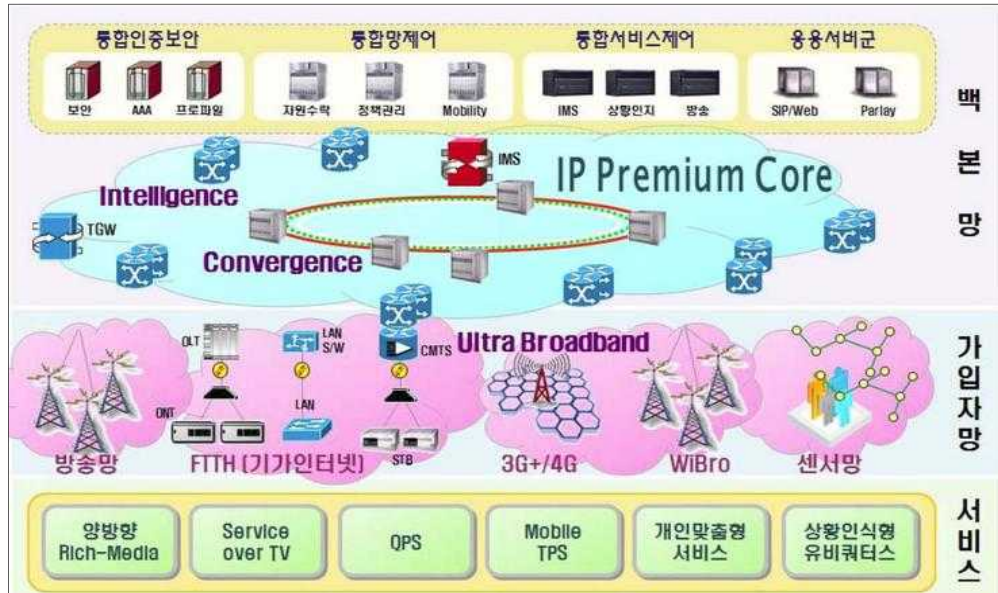 통합인증보안 통합망제어 통합서비스제어 응용서버군
보안 AAA 프로파일 자원수락 정책관리 Mobility IMS 상황인지 방송 SIP/Web Parlay
백본망
IMS
IP Premium Core
Intelligence
TGW
Convergence
가입자망
OLT
LAN
S/W
CMTS
Ultra Broadband
ONT
LAN
STB
방송망 FTTH (기가인터넷) 3G+/4G WiBro 센서망
서비스
양방향
Rich-Media
Service
over TV
QPS
Mobile
TPS
개인맞춤형
서비스
상황인식형
유비쿼터스